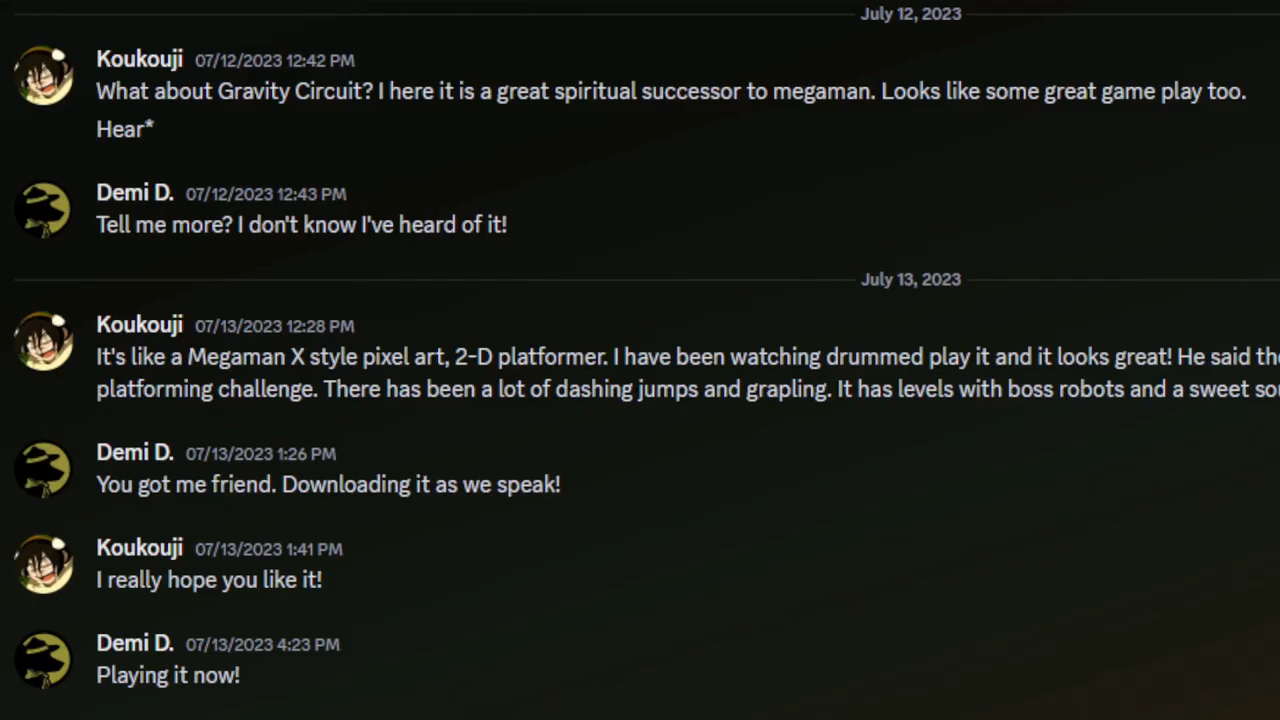 July 12, 2023
Koukouji 07/12/2023 12:42 PM
What about Gravity Circuit? I here it is a great spiritual successor to megaman. Looks like some great game play too.
Hear*
Demi D. 07/12/2023 12:43 PM
Tell me more? I don't know I've heard of it!
July 13, 2023
Koukouji 07/13/2023 12:28 PM
It's like a Megaman X style pixel art, 2-D platformer. I have been watching drummed play it and it looks great! He said
platforming challenge. There has been a lot of dashing jumps and grapling. It has levels with boss robots and a sweet
Demi D. 07/13/2023 1:26 PM
You got me friend. Downloading it as we speak!
Koukouji 07/13/2023 1:41 PM
I really hope you like it!
Demi D. 07/13/2023 4:23 PM
Playing it now!